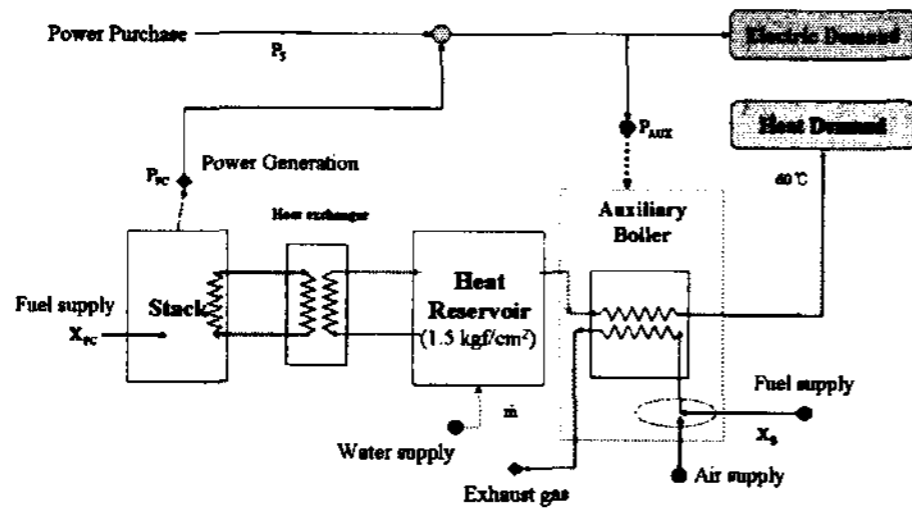 Power Purchase
P_S
Electric Demand
P_AUX
Heat Demand
Power Generation
P_FC
60℃
Heat exchanger
Auxiliary
Boiler
Fuel supply
X_FC
Stack
Heat
Reservoir
(1.5 kgf/cm²)
Fuel supply
ṁ
X_B
Water supply
Exhaust gas
Air supply